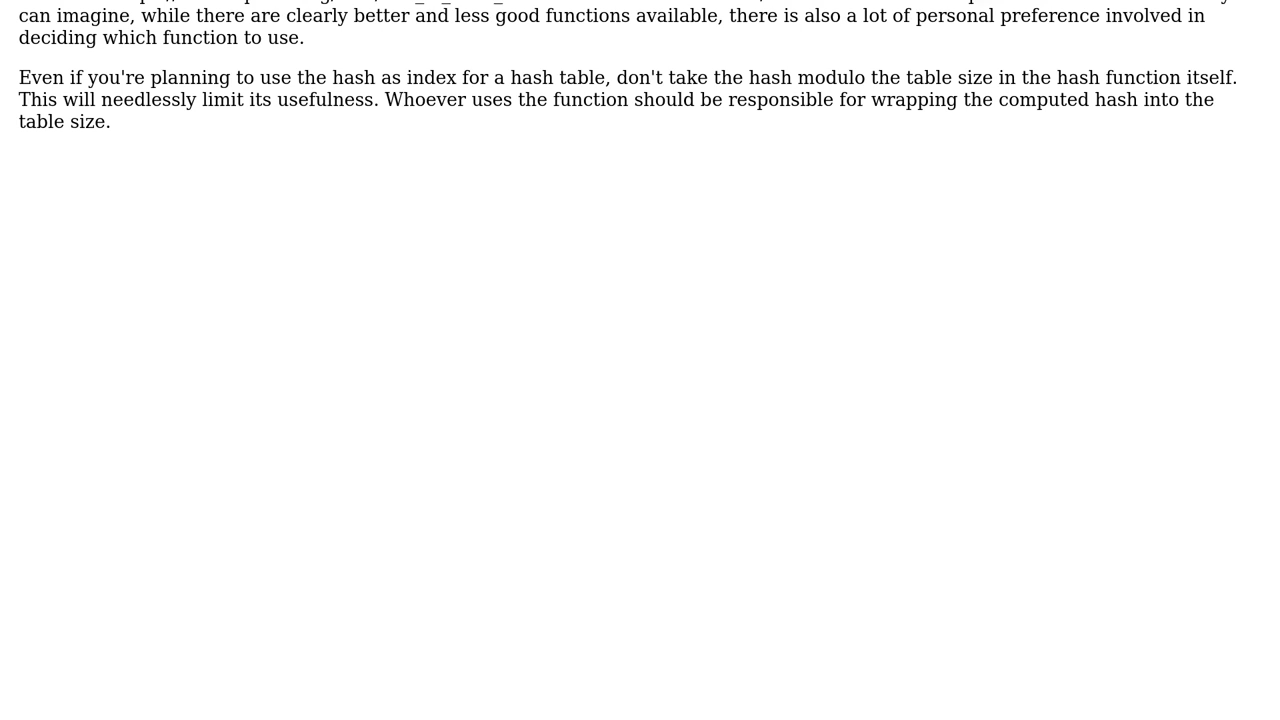 can imagine, while there are clearly better and less good functions available, there is also a lot of personal preference involved in
deciding which function to use.
Even if you're planning to use the hash as index for a hash table, don't take the hash modulo the table size in the hash function itself.
This will needlessly limit its usefulness. Whoever uses the function should be responsible for wrapping the computed hash into the
table size.